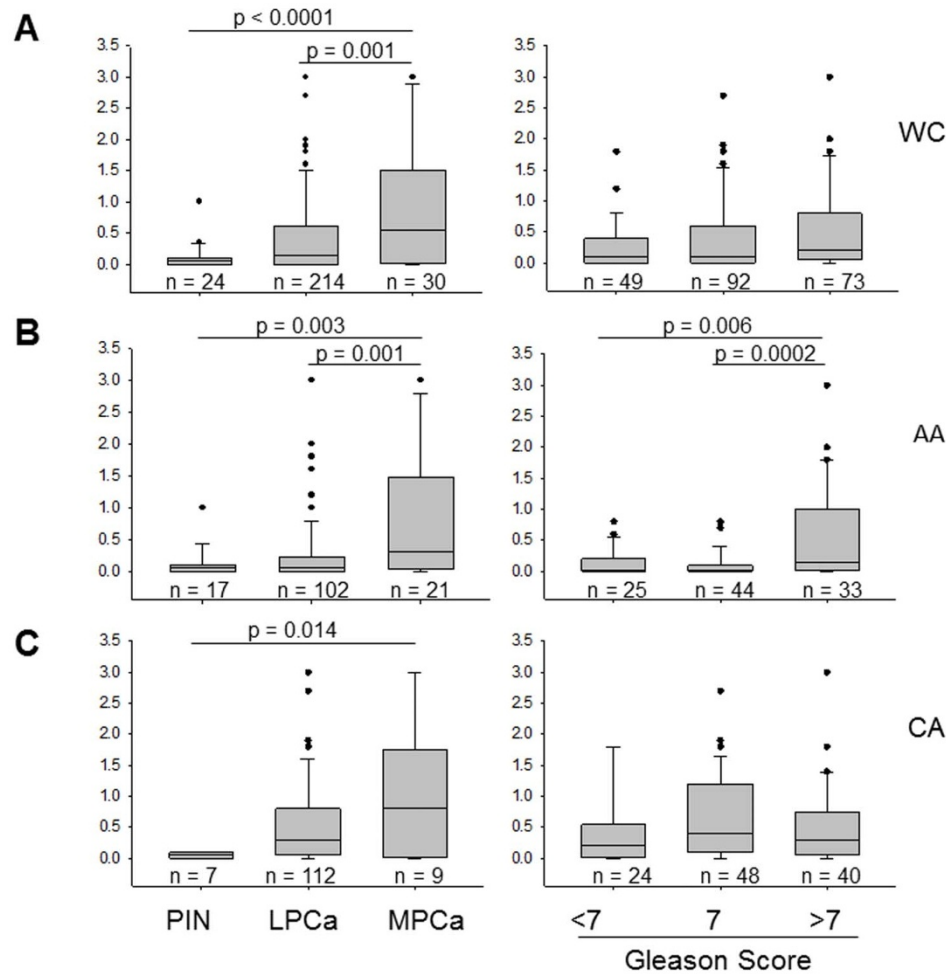 A
p < 0.0001
p = 0.001
3.5
3.0
2.5
2.0
1.5
1.0
0.5
0.0
n = 24 n = 214 n = 30
3.5
3.0
2.5
2.0
1.5
1.0
0.5
0.0
n = 49 n = 92 n = 73
WC
B
p = 0.003
p = 0.001
3.5
3.0
2.5
2.0
1.5
1.0
0.5
0.0
n = 17 n = 102 n = 21
p = 0.006
p = 0.0002
3.5
3.0
2.5
2.0
1.5
1.0
0.5
0.0
n = 25 n = 44 n = 33
AA
C
p = 0.014
3.5
3.0
2.5
2.0
1.5
1.0
0.5
0.0
n = 7 n = 112 n = 9
PIN LPCa MPCa
3.5
3.0
2.5
2.0
1.5
1.0
0.5
0.0
n = 24 n = 48 n = 40
CA
<7 7 >7
Gleason Score